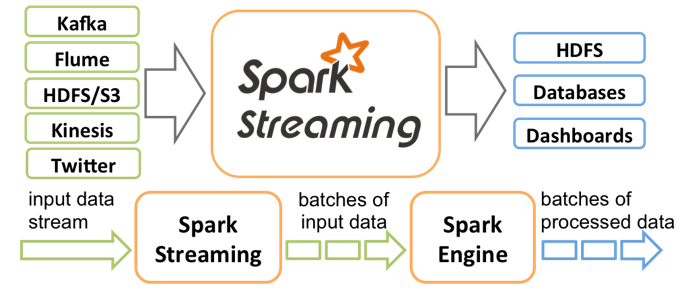 Kafka
Flume
HDFS/S3
Kinesis
Twitter
Spark
Streaming
HDFS
Databases
Dashboards
input data
stream
Spark
Streaming
batches of
input data
Spark
Engine
batches of
processed data